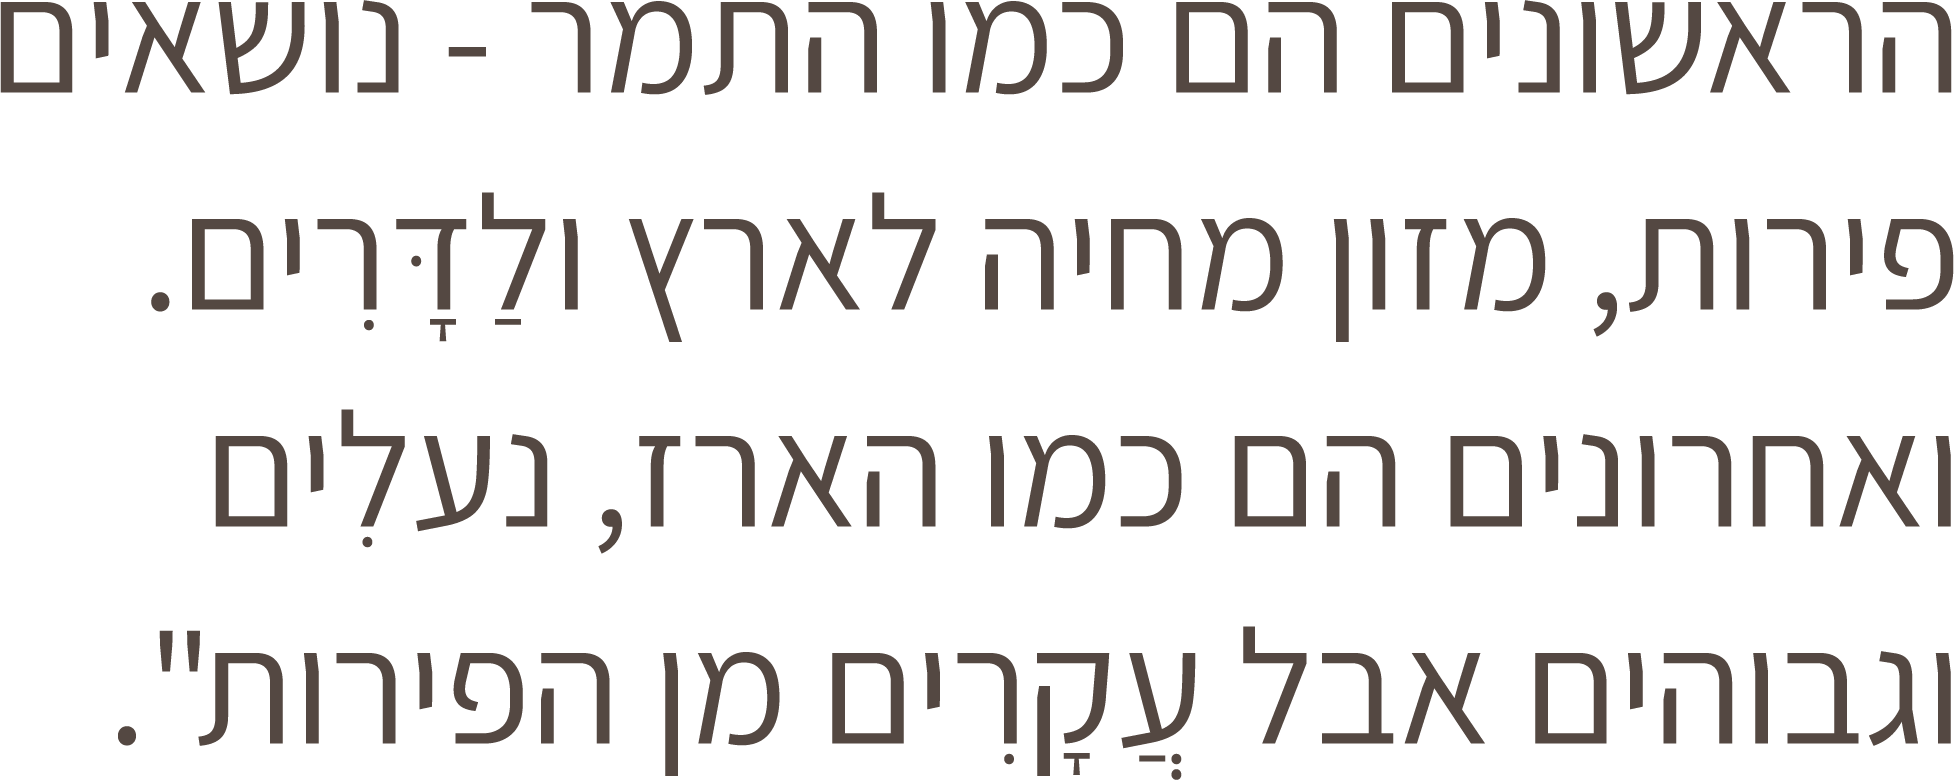 הראשונים הם כמו התמר - נושאים
פירות, מזון מחיה לארץ ולַדָּרִים.
ואחרונים הם כמו הארז, נעלִים
וגבוהים אבל עֲקָרִים מן הפירות".